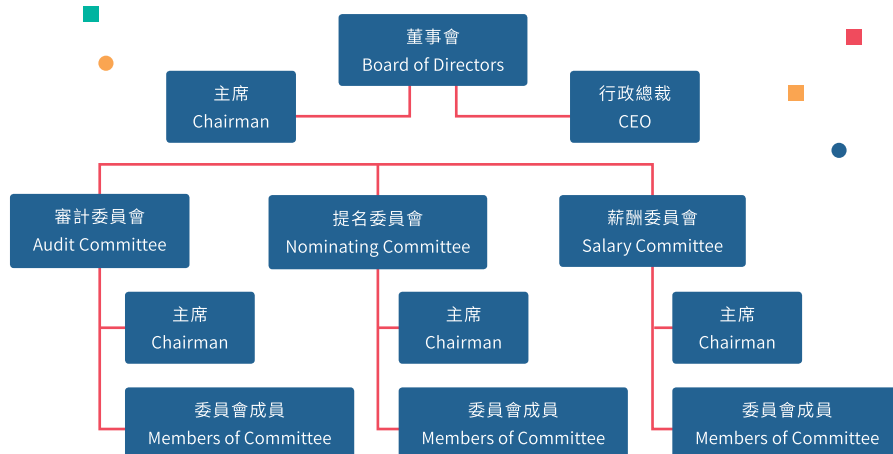 董事會
Board of Directors
主席
Chairman
行政總裁
CEO
審計委員會
Audit Committee
提名委員會
Nominating Committee
薪酬委員會
Salary Committee
主席
Chairman
主席
Chairman
主席
Chairman
委員會成員
Members of Committee
委員會成員
Members of Committee
委員會成員
Members of Committee